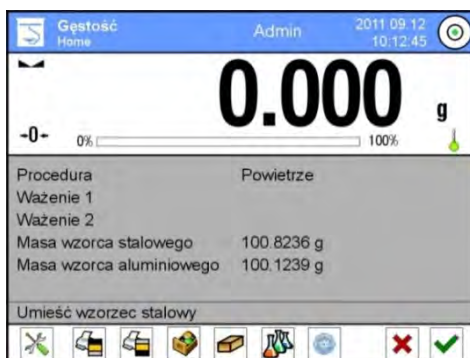 Gęstość Admin 2011.09.12
Home 10:12:45
0.000 g
→0← 0% 100%
Procedura Powietrze
Ważenie 1
Ważenie 2
Masa wzorca stalowego 100.8236 g
Masa wzorca aluminiowego 100.1239 g
Umieść wzorzec stalowy